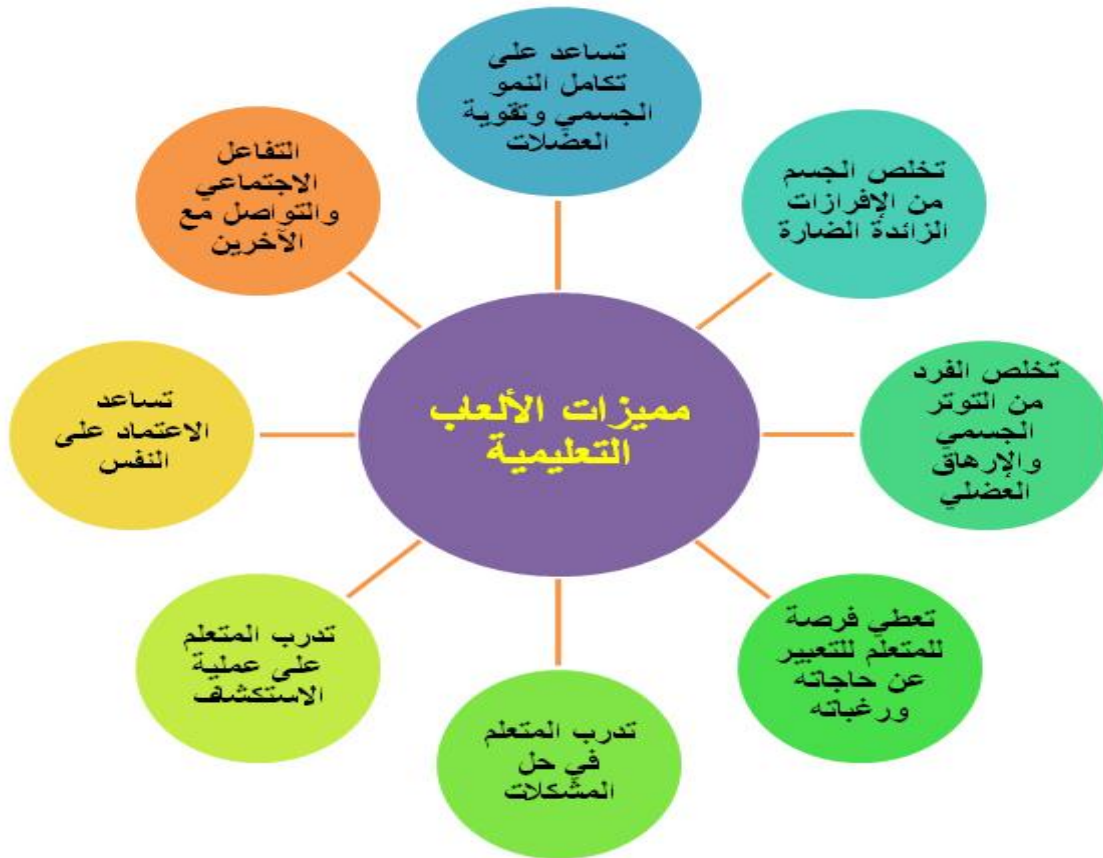 تساعد على
تكامل النمو
الجسمي وتقوية
العضلات
تخلص الجسم
من الإفرازات
الزائدة الضارة
تخلص الفرد
من التوتر
الجسمي
والإرهاق
العضلي
تعطي فرصة
للمتعلم للتعبير
عن حاجاته
ورغباته
تدرب المتعلم
في حل
المشكلات
تدرب المتعلم
على عملية
الاستكشاف
تساعد
الاعتماد على
النفس
التفاعل
الاجتماعي
والتواصل مع
الآخرين
مميزات الألعاب
التعليمية